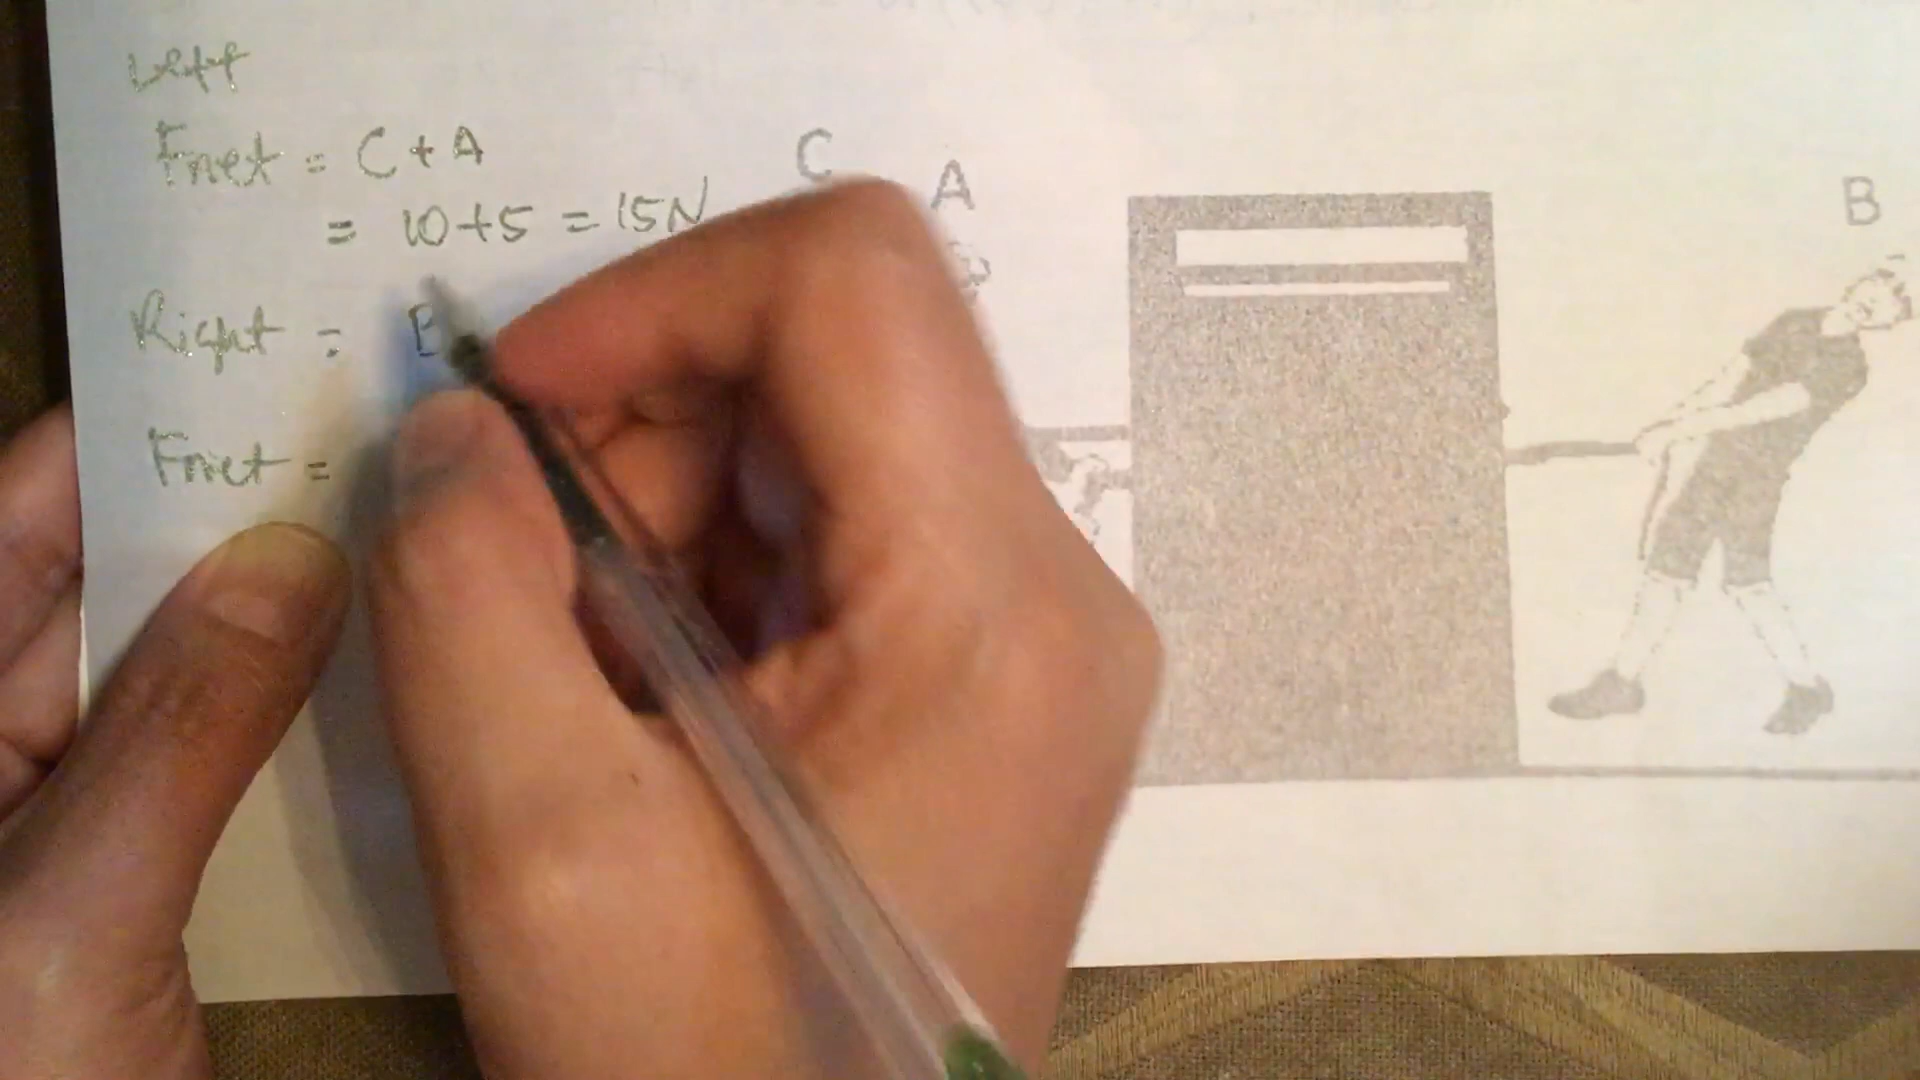 Left
Fnet = C + A
= 10 + 5 = 15N
Right = B
Fnet =
C
A
B